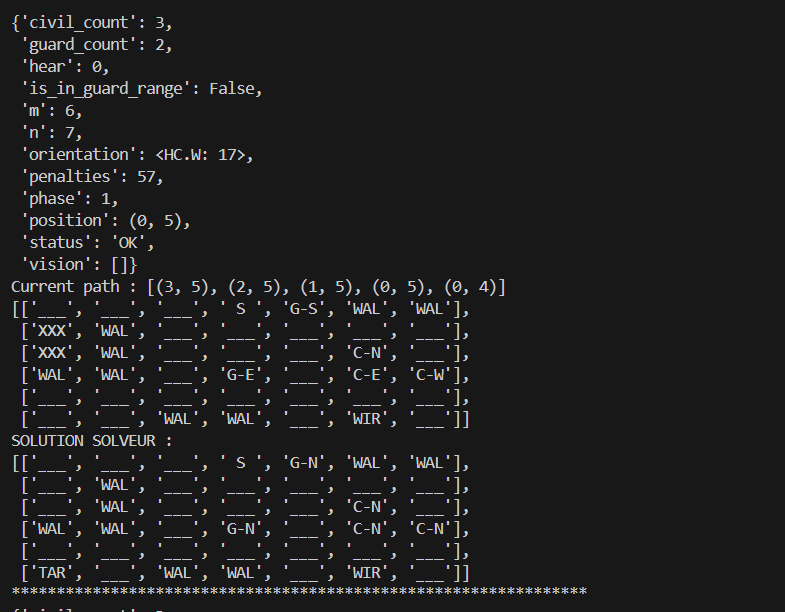 {'civil_count': 3,
 'guard_count': 2,
 'hear': 0,
 'is_in_guard_range': False,
 'm': 6,
 'n': 7,
 'orientation': <HC.W: 17>,
 'penalties': 57,
 'phase': 1,
 'position': (0, 5),
 'status': 'OK',
 'vision': []}
Current path : [(3, 5), (2, 5), (1, 5), (0, 5), (0, 4)]
[['___', '___', '___', ' S ', 'G-S', 'WAL', 'WAL'],
 ['XXX', 'WAL', '___', '___', '___', '___', '___'],
 ['XXX', 'WAL', '___', '___', '___', 'C-N', '___'],
 ['WAL', 'WAL', '___', 'G-E', '___', 'C-E', 'C-W'],
 ['___', '___', '___', '___', '___', '___', '___'],
 ['___', '___', 'WAL', 'WAL', '___', 'WIR', '___']]
SOLUTION SOLVEUR :
[['___', '___', '___', ' S ', 'G-N', 'WAL', 'WAL'],
 ['___', 'WAL', '___', '___', '___', '___', '___'],
 ['___', 'WAL', '___', '___', '___', 'C-N', '___'],
 ['WAL', 'WAL', '___', 'G-N', '___', 'C-N', 'C-N'],
 ['___', '___', '___', '___', '___', '___', '___'],
 ['TAR', '___', 'WAL', 'WAL', '___', 'WIR', '___']]
****************************************************************